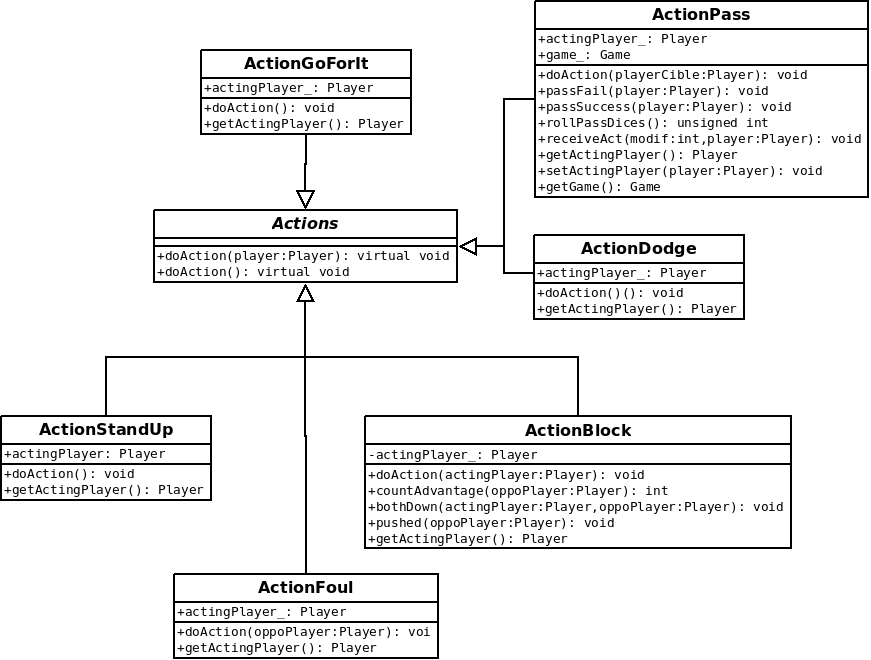 ActionPass
+actingPlayer_: Player
+game_: Game
+doAction(playerCible:Player): void
+passFail(player:Player): void
+passSuccess(player:Player): void
+rollPassDices(): unsigned int
+receiveAct(modif:int,player:Player): void
+getActingPlayer(): Player
+setActingPlayer(player:Player): void
+getGame(): Game
ActionGoForIt
+actingPlayer_: Player
+doAction(): void
+getActingPlayer(): Player
Actions
+doAction(player:Player): virtual void
+doAction(): virtual void
ActionDodge
+actingPlayer_: Player
+doAction()(): void
+getActingPlayer(): Player
ActionStandUp
+actingPlayer: Player
+doAction(): void
+getActingPlayer(): Player
ActionBlock
-actingPlayer_: Player
+doAction(actingPlayer:Player): void
+countAdvantage(oppoPlayer:Player): int
+bothDown(actingPlayer:Player,oppoPlayer:Player): void
+pushed(oppoPlayer:Player): void
+getActingPlayer(): Player
ActionFoul
+actingPlayer_: Player
+doAction(oppoPlayer:Player): voi
+getActingPlayer(): Player